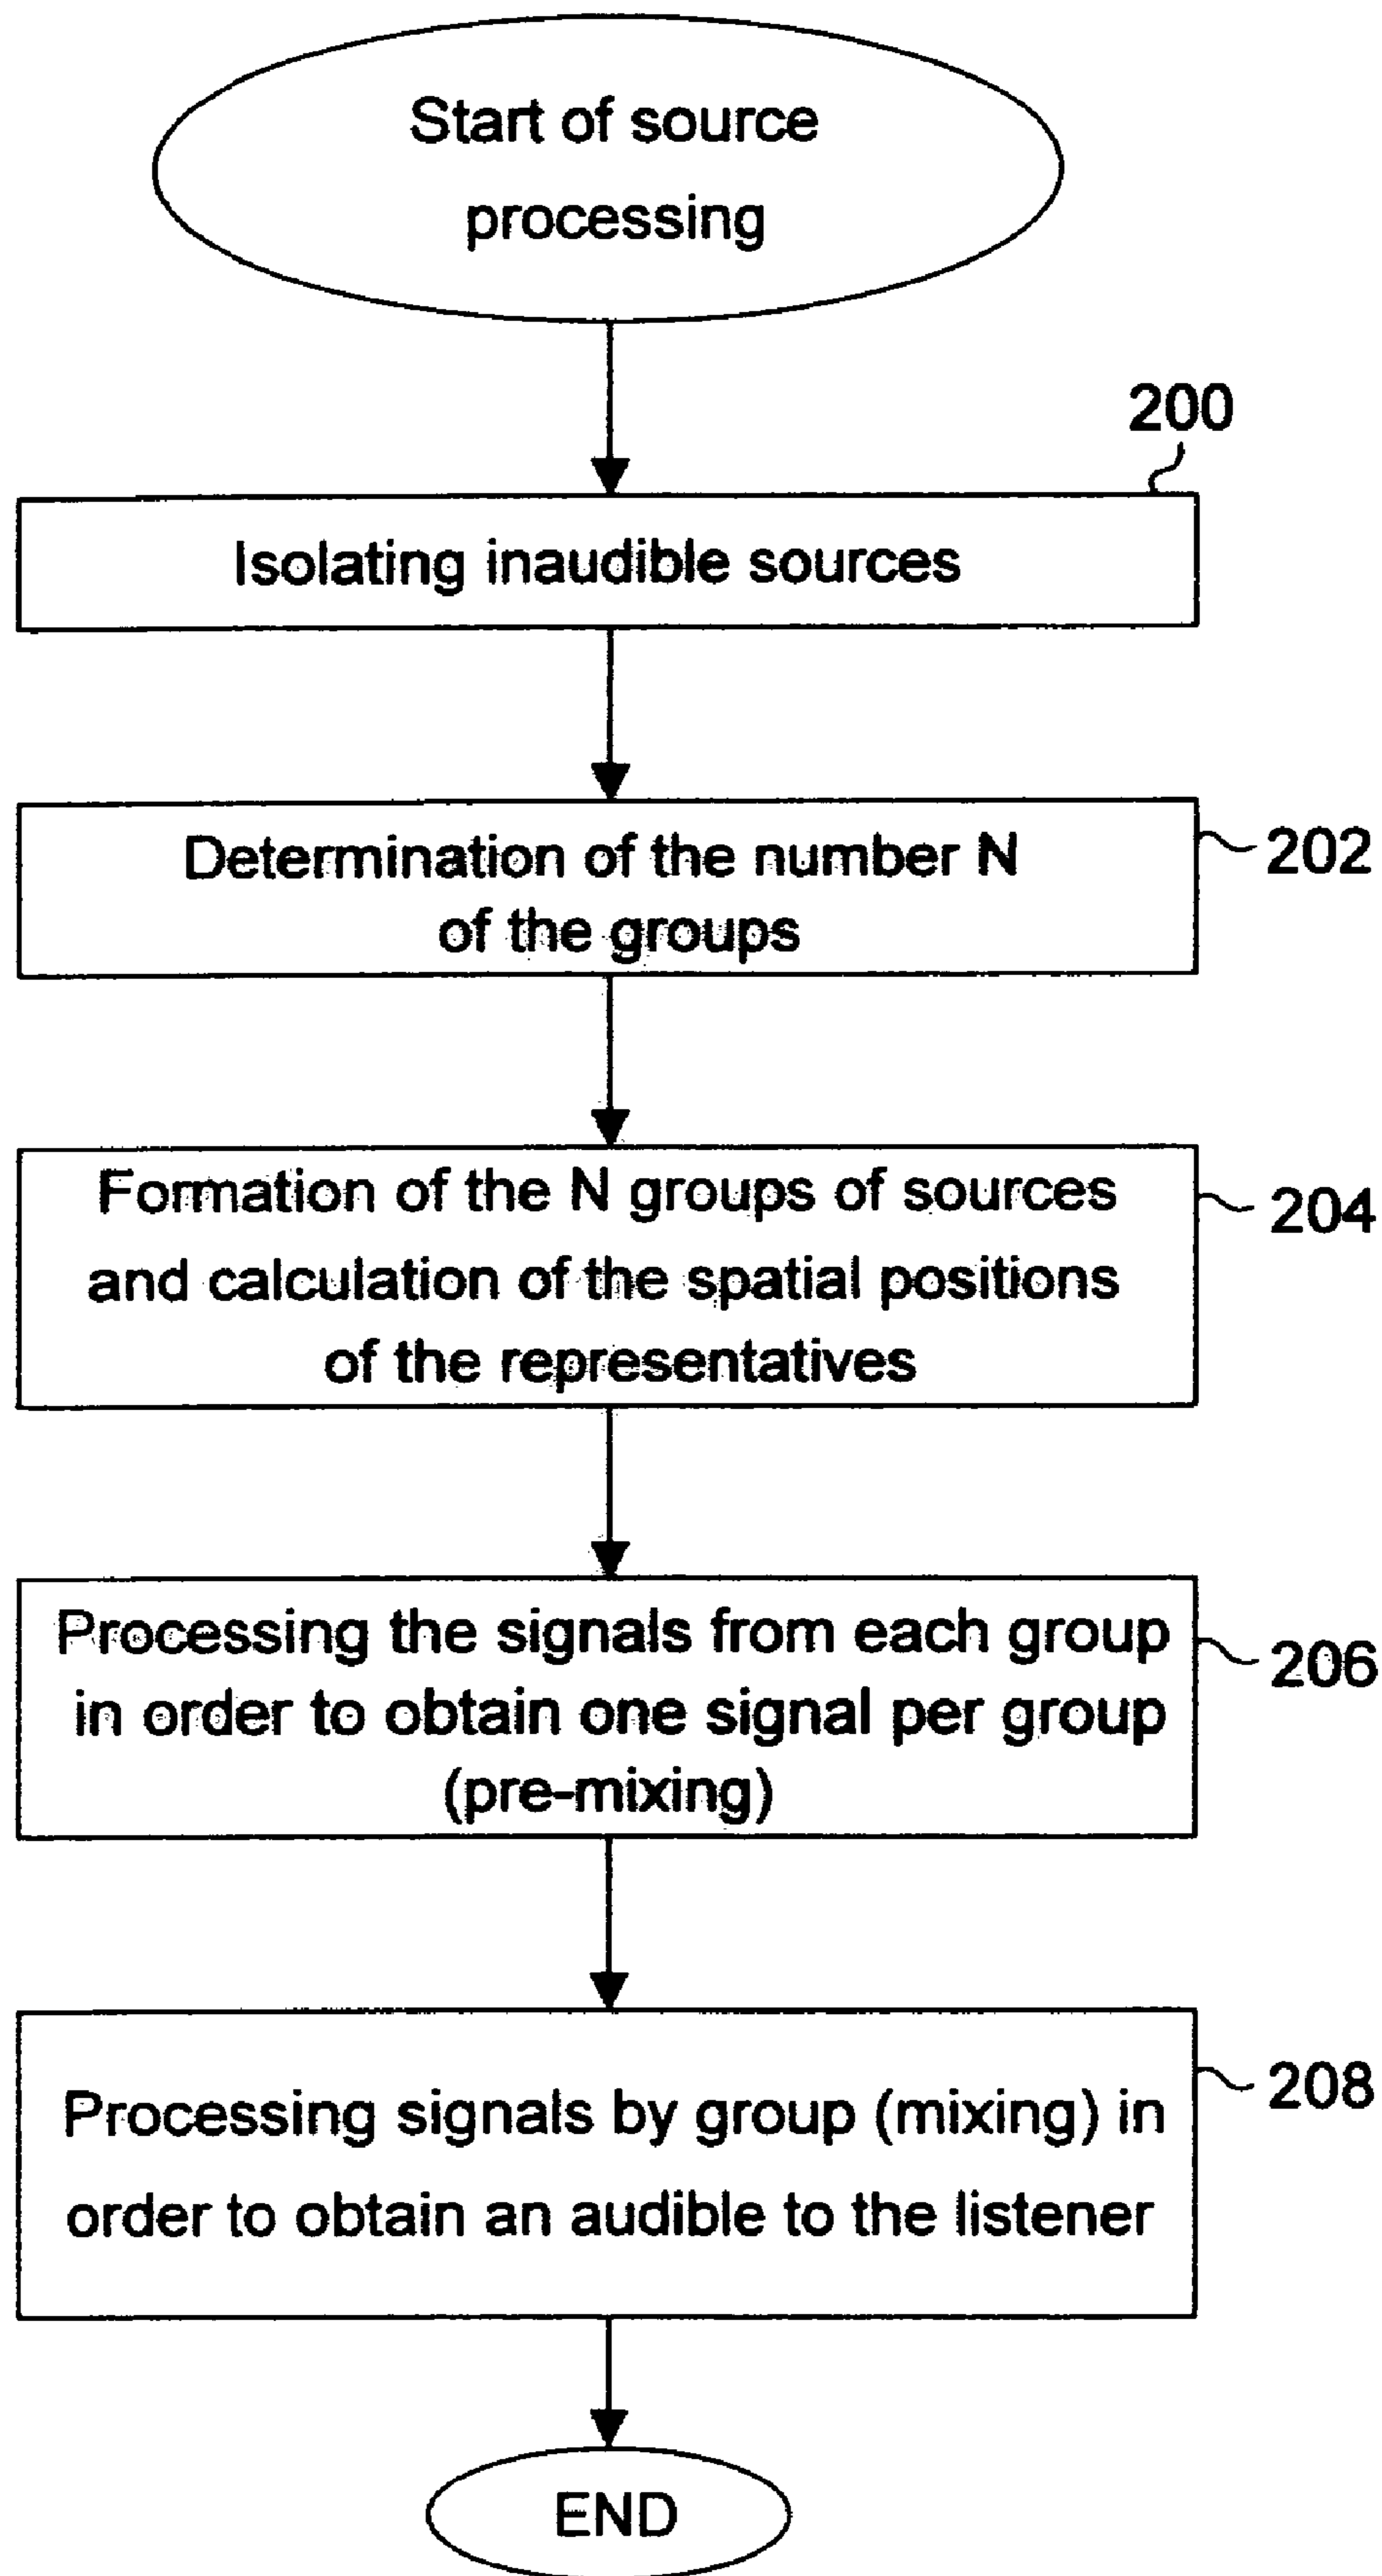 Start of source
processing
200
Isolating inaudible sources
Determination of the number N
of the groups
202
Formation of the N groups of sources
and calculation of the spatial positions
of the representatives
204
Processing the signals from each group
in order to obtain one signal per group
(pre-mixing)
206
Processing signals by group (mixing) in
order to obtain an audible to the listener
208
END